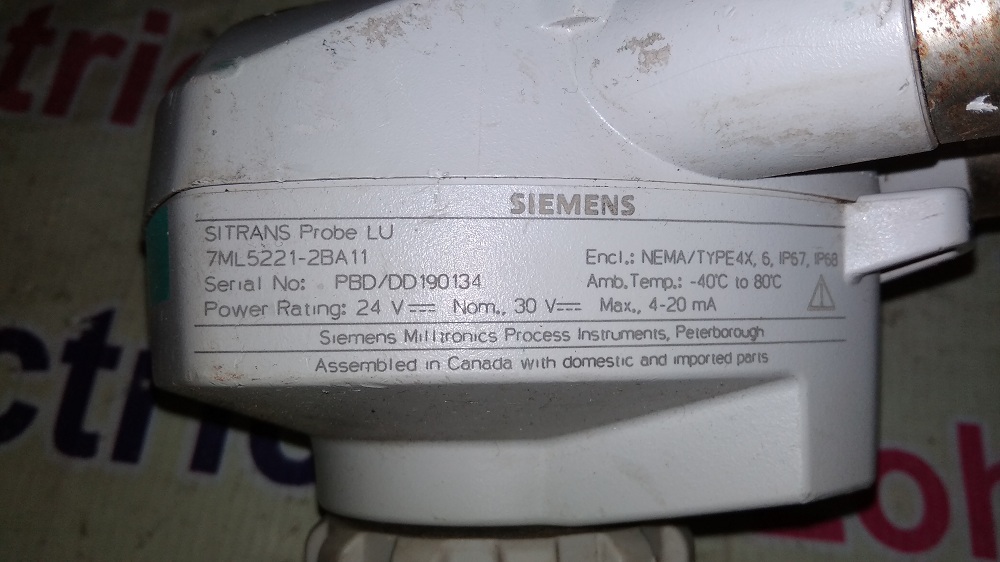 SIEMENS
SITRANS Probe LU
7ML5221-2BA11
Encl.: NEMA/TYPE4X, 6, IP67, IP68
Serial No: PBD/DD190134
Amb.Temp.: -40°C to 80°C
Power Rating: 24 V⎓ Nom., 30 V⎓ Max., 4-20 mA
Siemens Milltronics Process Instruments, Peterborough
Assembled in Canada with domestic and imported parts